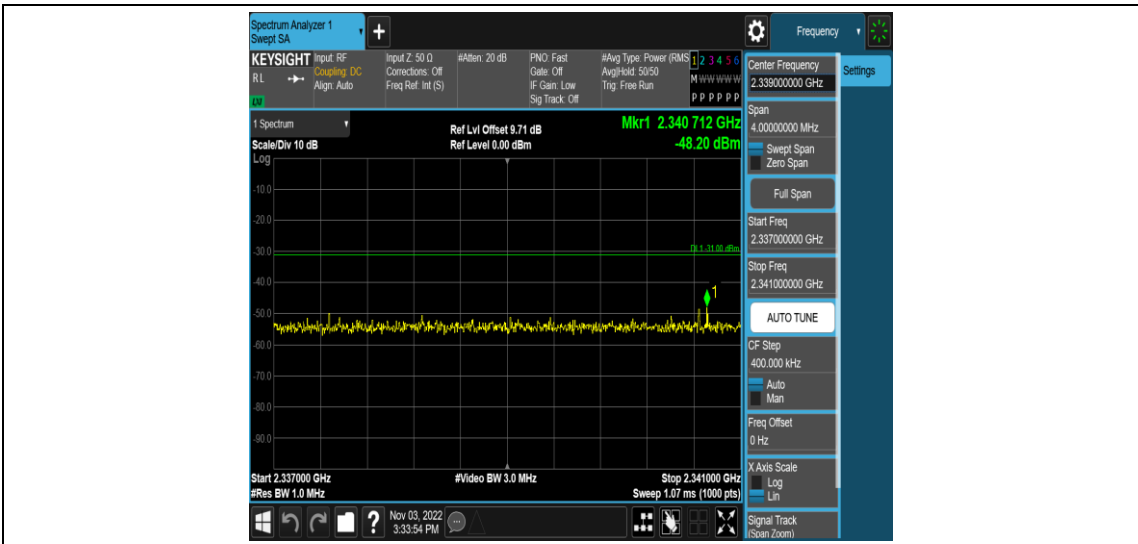 Spectrum Analyzer 1
Swept SA
+
Frequency
KEYSIGHT
RL
LXI
Input: RF
Coupling: DC
Align: Auto
Input Z: 50 Ω
Corrections: Off
Freq Ref: Int (S)
#Atten: 20 dB
PNO: Fast
Gate: Off
IF Gain: Low
Sig Track: Off
#Avg Type: Power (RMS
Avg|Hold: 50/50
Trig: Free Run
1 2 3 4 5 6
M W W W W W
P P P P P P
Center Frequency
2.339000000 GHz
Settings
1 Spectrum
Scale/Div 10 dB
Log
Ref Lvl Offset 9.71 dB
Ref Level 0.00 dBm
Mkr1 2.340 712 GHz
-48.20 dBm
Span
4.00000000 MHz
Swept Span
Zero Span
Full Span
Start Freq
2.337000000 GHz
Stop Freq
2.341000000 GHz
AUTO TUNE
CF Step
400.000 kHz
Auto
Man
Freq Offset
0 Hz
X Axis Scale
Log
Lin
Signal Track
(Span Zoom)
-10.0
-20.0
-30.0
DL1 -31.00 dBm
-40.0
1
-50.0
-60.0
-70.0
-80.0
-90.0
Start 2.337000 GHz
#Res BW 1.0 MHz
#Video BW 3.0 MHz
Stop 2.341000 GHz
Sweep 1.07 ms (1000 pts)
?
Nov 03, 2022
3:33:54 PM